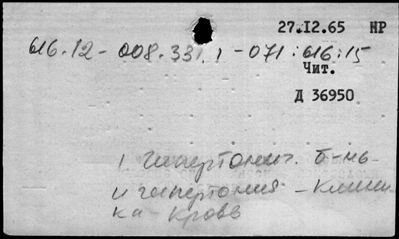 27.12.65 НР
616.12-008.331.1-071:616:15
Чит.
Д 36950
1. Гипертонич. б-нь
и гипертония - клини
ка кровь